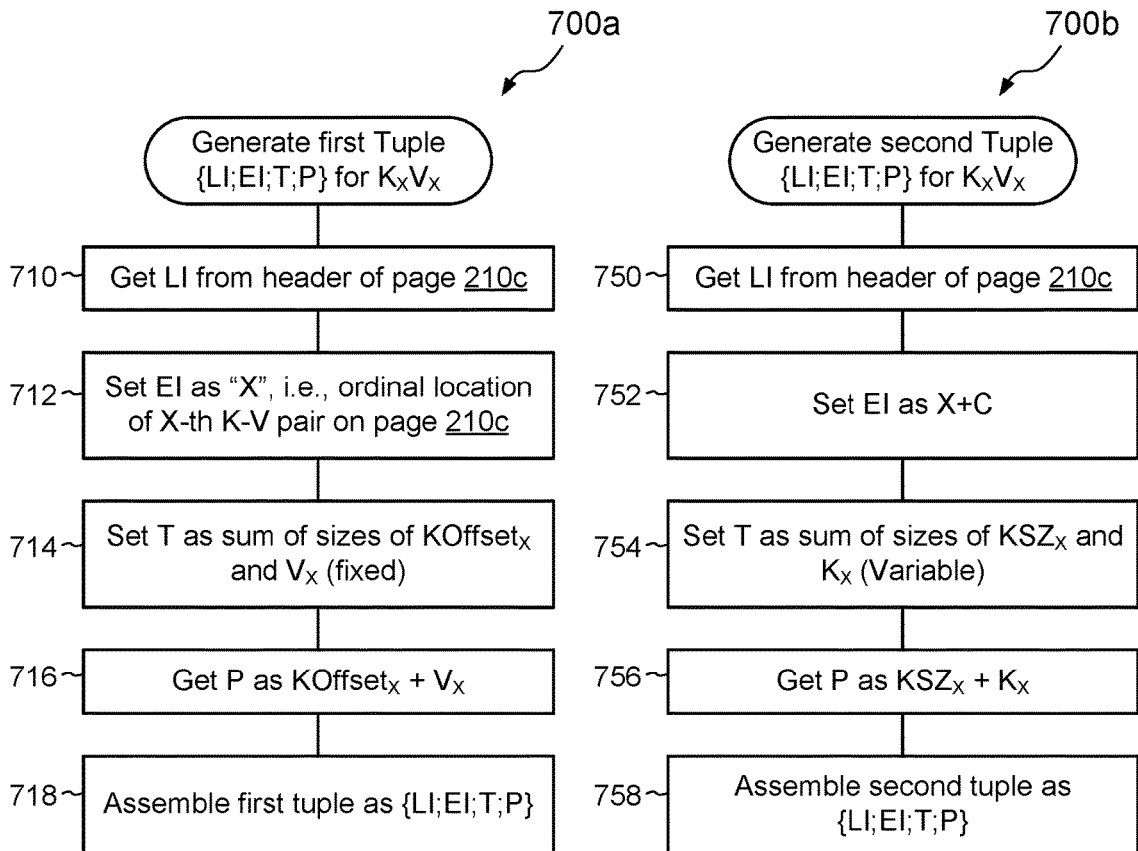 700a
Generate first Tuple
{LI;EI;T;P} for KXVX
710
Get LI from header of page 210c
712
Set EI as “X”, i.e., ordinal location
of X-th K-V pair on page 210c
714
Set T as sum of sizes of KOffsetX
and VX (fixed)
716
Get P as KOffsetX + VX
718
Assemble first tuple as {LI;EI;T;P}
700b
Generate second Tuple
{LI;EI;T;P} for KXVX
750
Get LI from header of page 210c
752
Set EI as X+C
754
Set T as sum of sizes of KSZX and
KX (Variable)
756
Get P as KSZX + KX
758
Assemble second tuple as
{LI;EI;T;P}